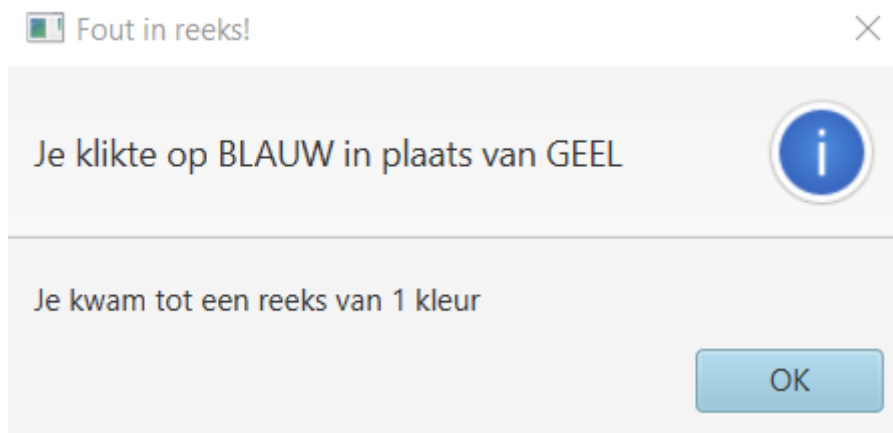 Fout in reeks!
Je klikte op BLAUW in plaats van GEEL
Je kwam tot een reeks van 1 kleur
OK